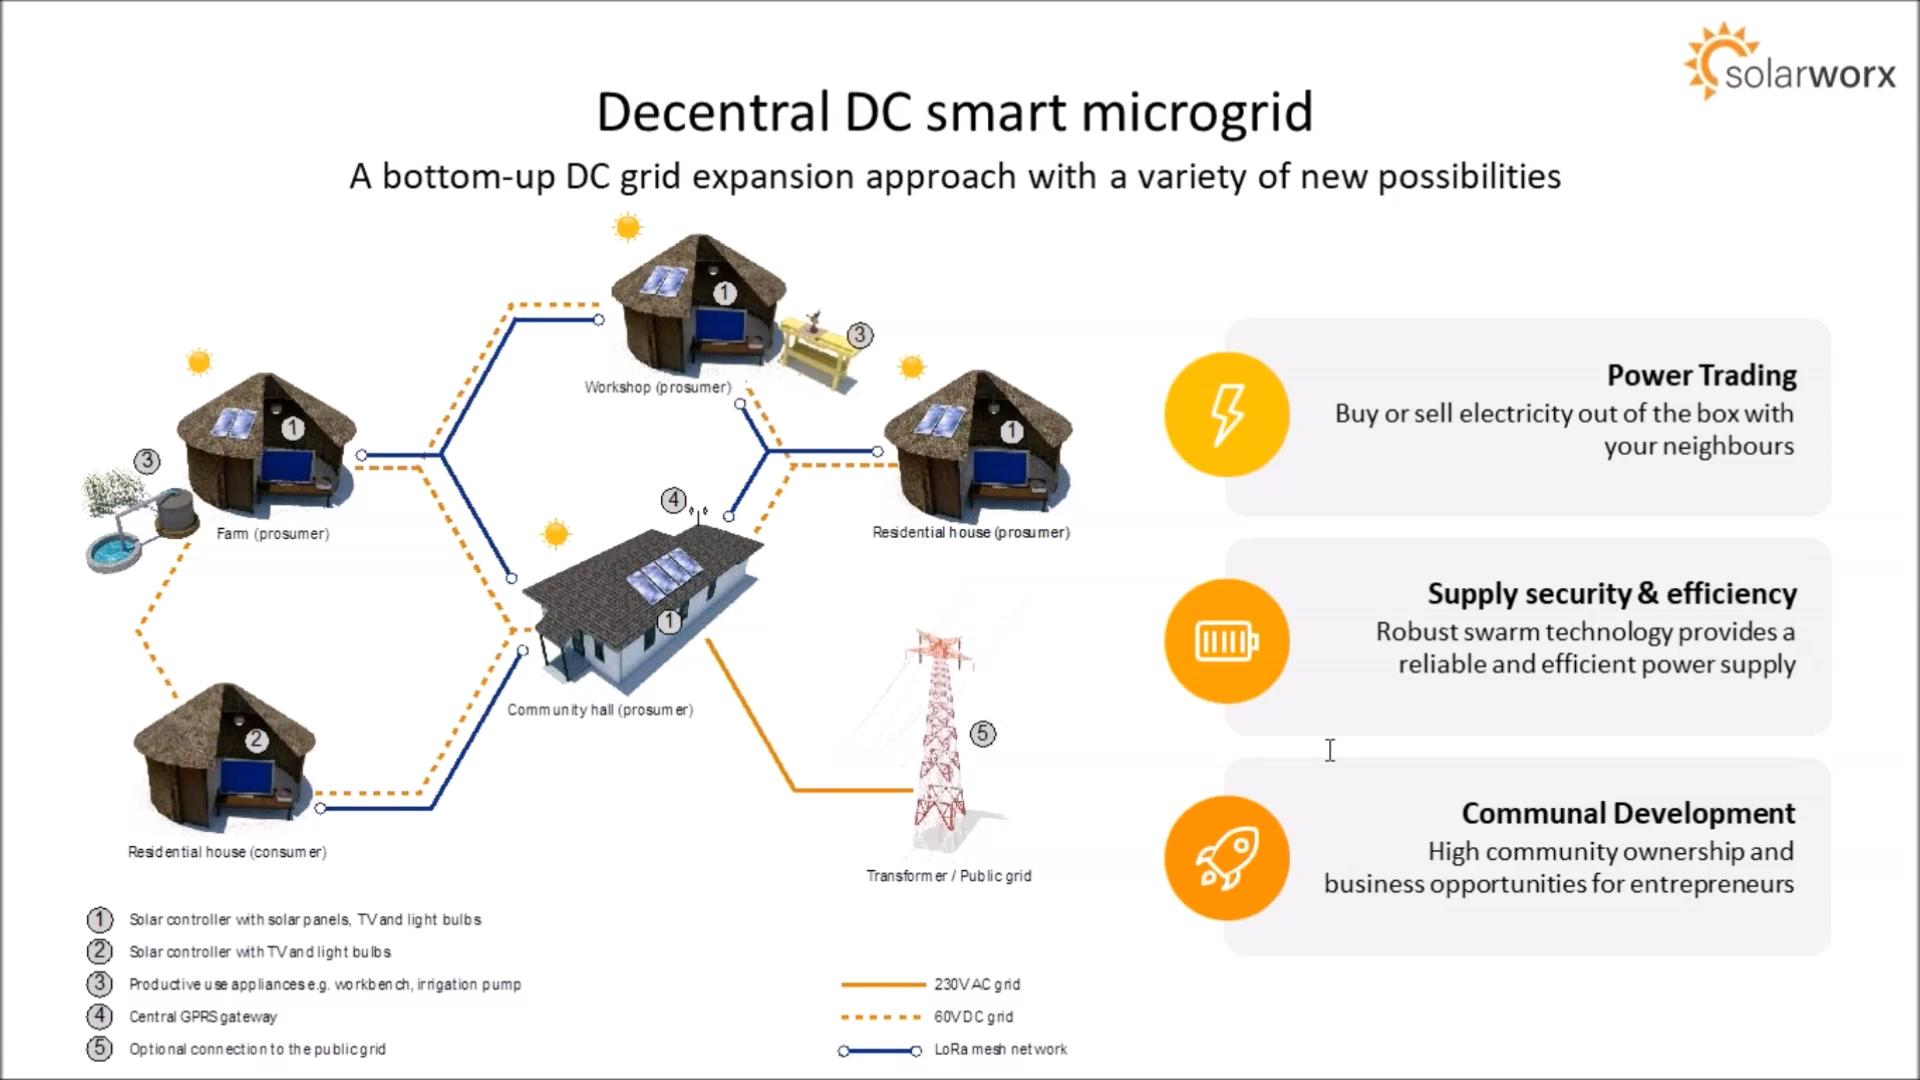 solarworx
Decentral DC smart microgrid
A bottom-up DC grid expansion approach with a variety of new possibilities
1
3
Workshop (prosumer)
1
3
Farm (prosumer)
1
Residential house (prosumer)
4
1
Community hall (prosumer)
2
Residential house (consumer)
5
Transformer / Public grid
1 Solar controller with solar panels, TV and light bulbs
2 Solar controller with TV and light bulbs
3 Productive use appliances e.g. workbench, irrigation pump
4 Central GPRS gateway
5 Optional connection to the public grid
230V AC grid
60V DC grid
LoRa mesh network
Power Trading
Buy or sell electricity out of the box with
your neighbours
Supply security & efficiency
Robust swarm technology provides a
reliable and efficient power supply
Communal Development
High community ownership and
business opportunities for entrepreneurs